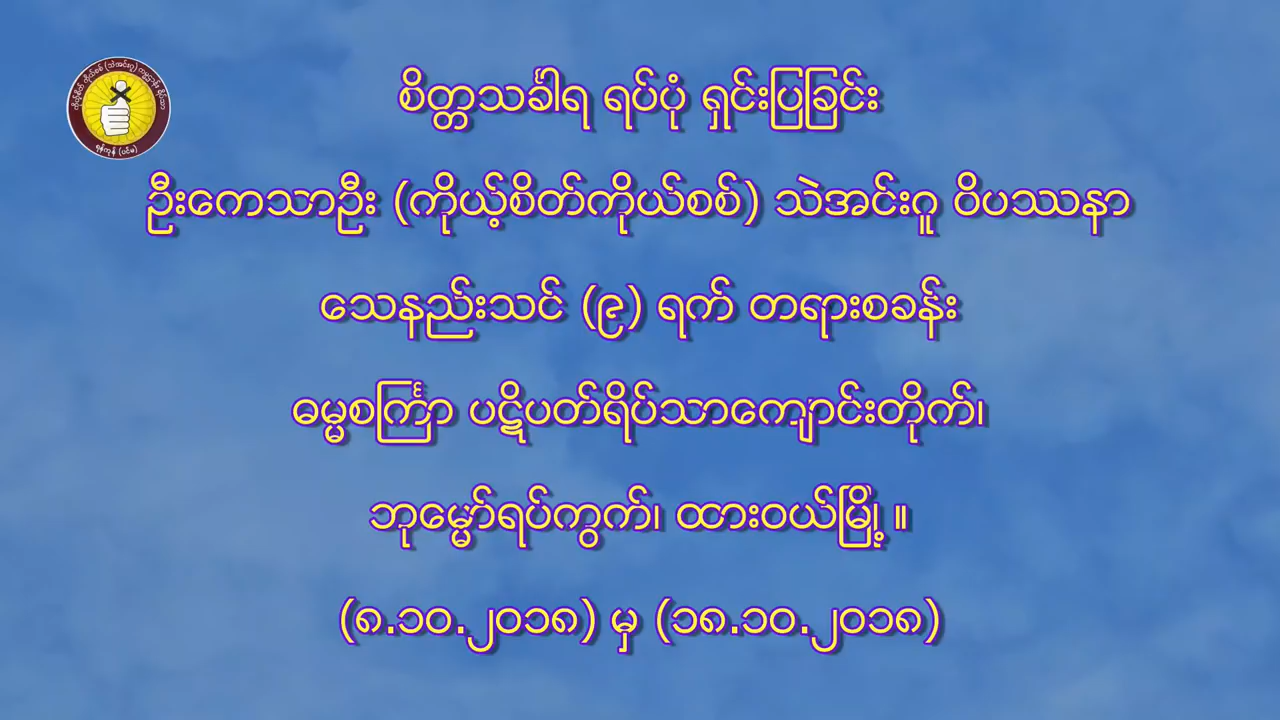 စိတ္တသင်္ခါရ ရပ်ပုံ ရှင်းပြခြင်း
ဦးကေသာဦး (ကိုယ့်စိတ်ကိုယ်စစ်) သဲအင်းဂူ ဝိပဿနာ
သေနည်းသင် (၉) ရက် တရားစခန်း
ဓမ္မစင်္ကြာ ပဋိပတ်ရိပ်သာကျောင်းတိုက်၊
ဘုမ္မော်ရပ်ကွက်၊ ထားဝယ်မြို့။
(၈.၁၀.၂၀၁၈) မှ (၁၈.၁၀.၂၀၁၈)